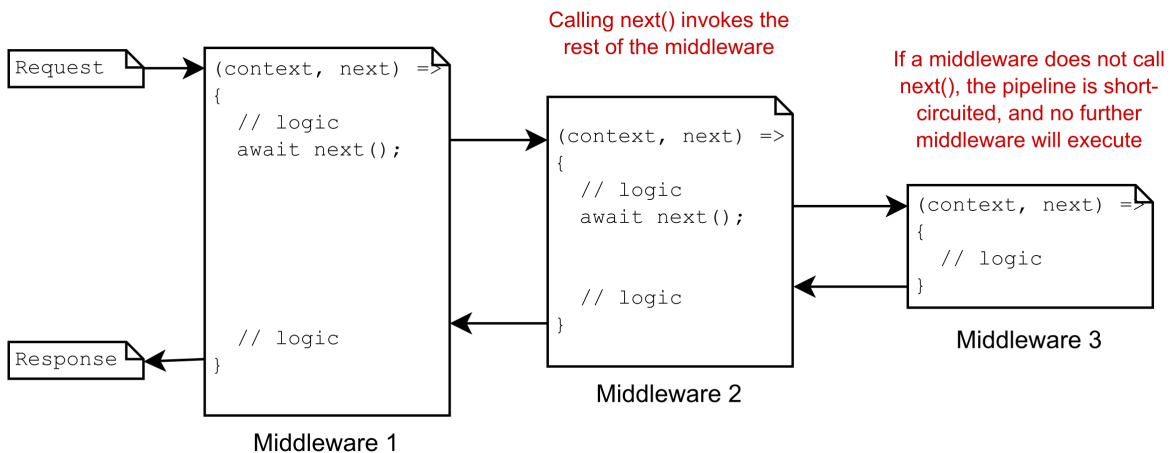 Request
(context, next) =>
{
// logic
await next();
// logic
}
Response
Middleware 1
Calling next() invokes the
rest of the middleware
(context, next) =>
{
// logic
await next();
// logic
}
Middleware 2
If a middleware does not call
next(), the pipeline is short-
circuited, and no further
middleware will execute
(context, next) =>
{
// logic
}
Middleware 3